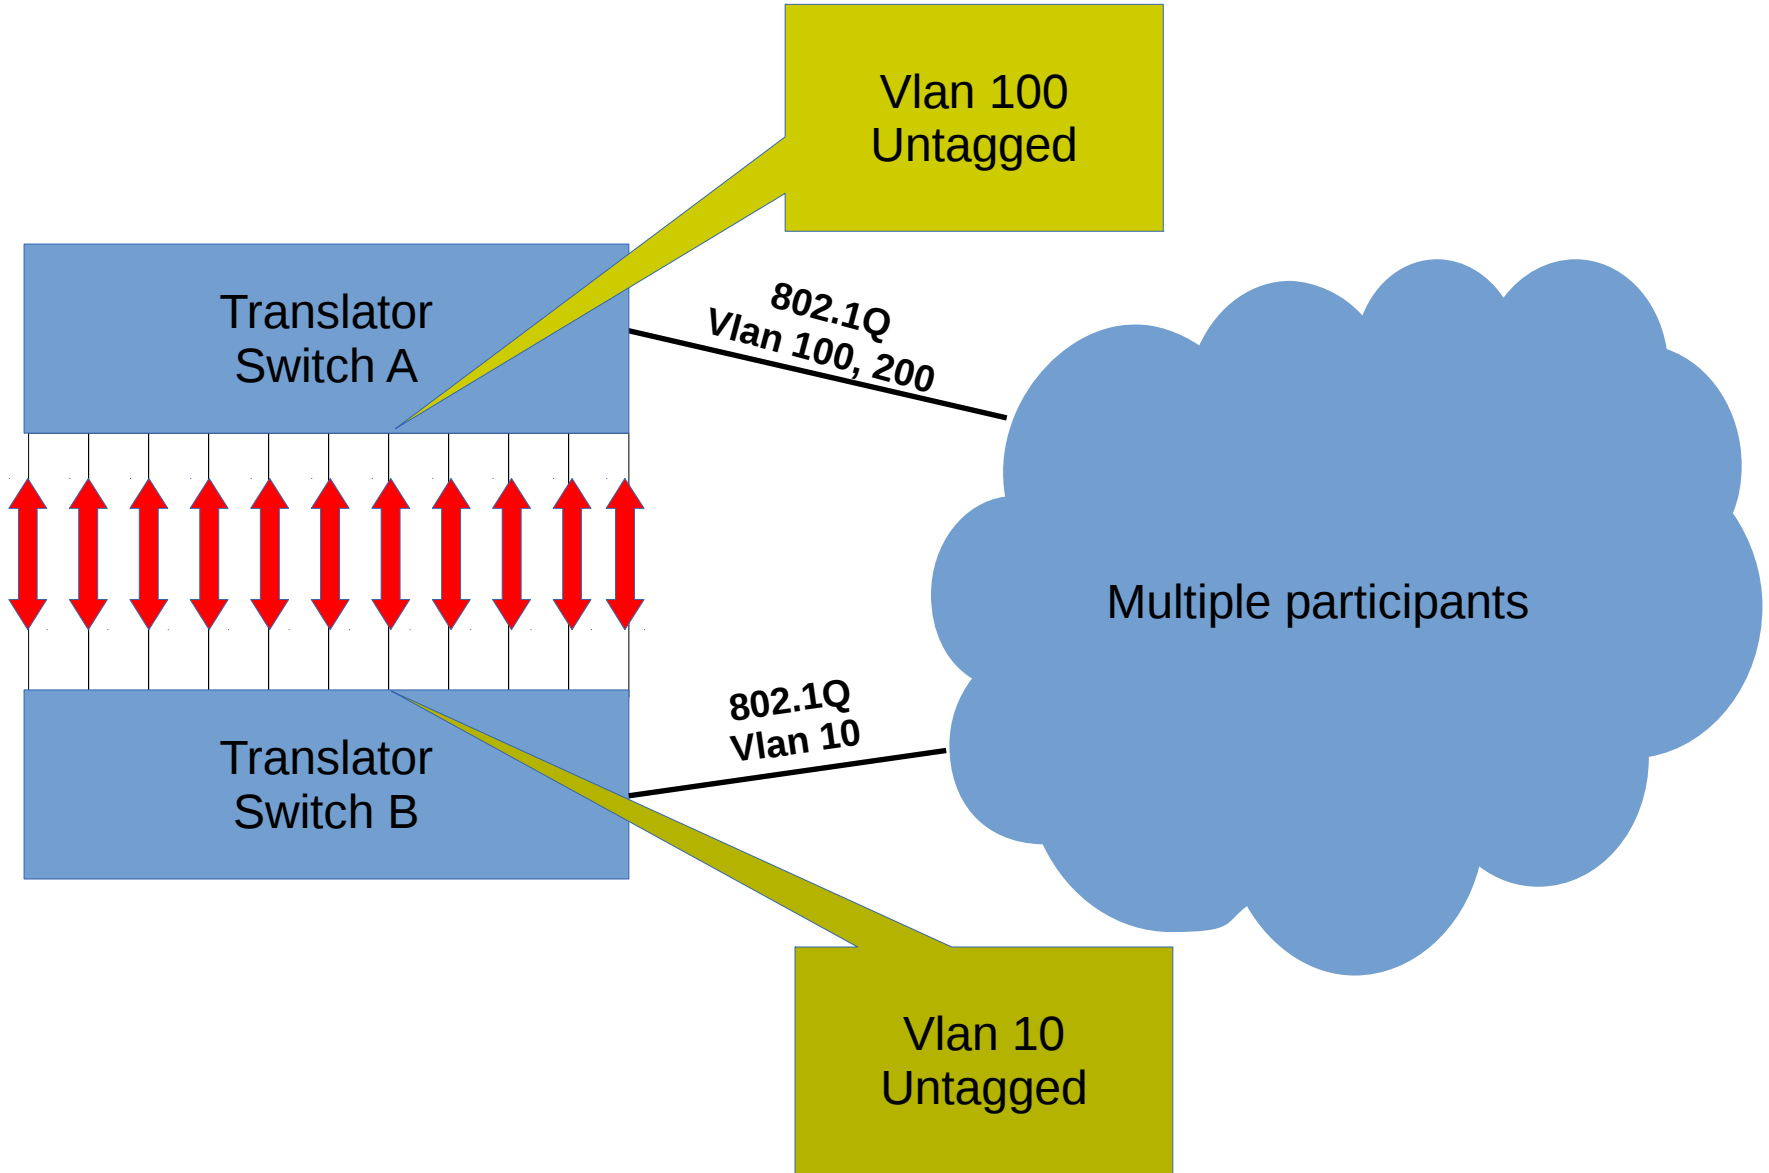 Vlan 100
Untagged
Translator
Switch A
802.1Q
Vlan 100, 200
Multiple participants
802.1Q
Vlan 10
Translator
Switch B
Vlan 10
Untagged